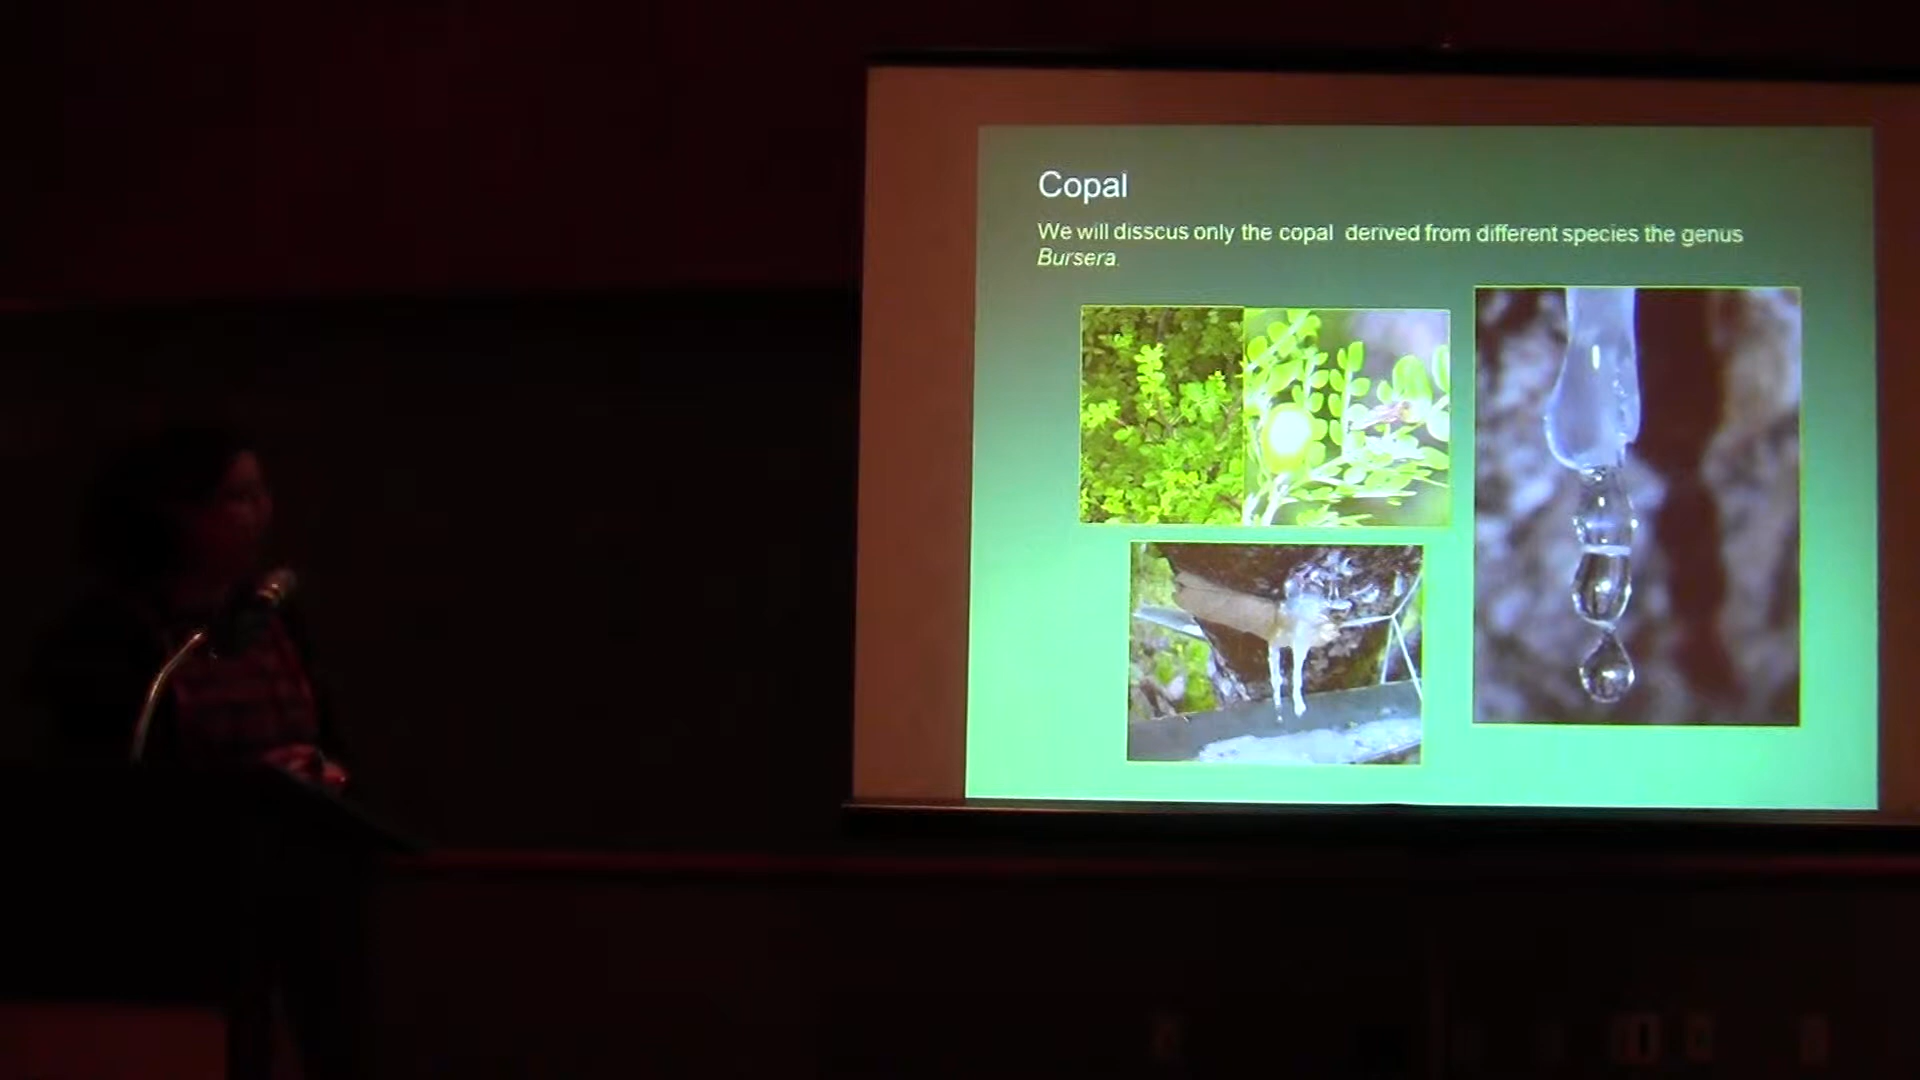 Copal
We will disscus only the copal derived from different species the genus
Bursera.